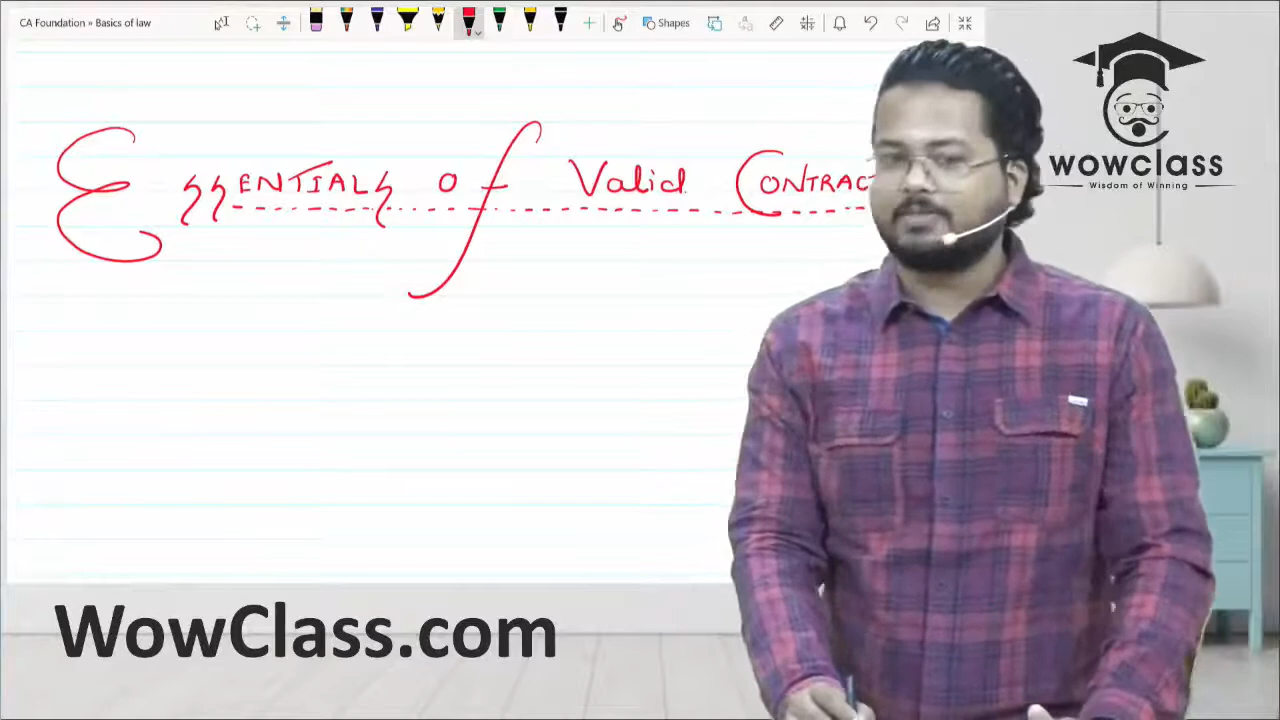 CA Foundation » Basics of law
Shapes
ESSENTIALS of Valid CONTRAC
wowclass
Wisdom of Winning
WowClass.com